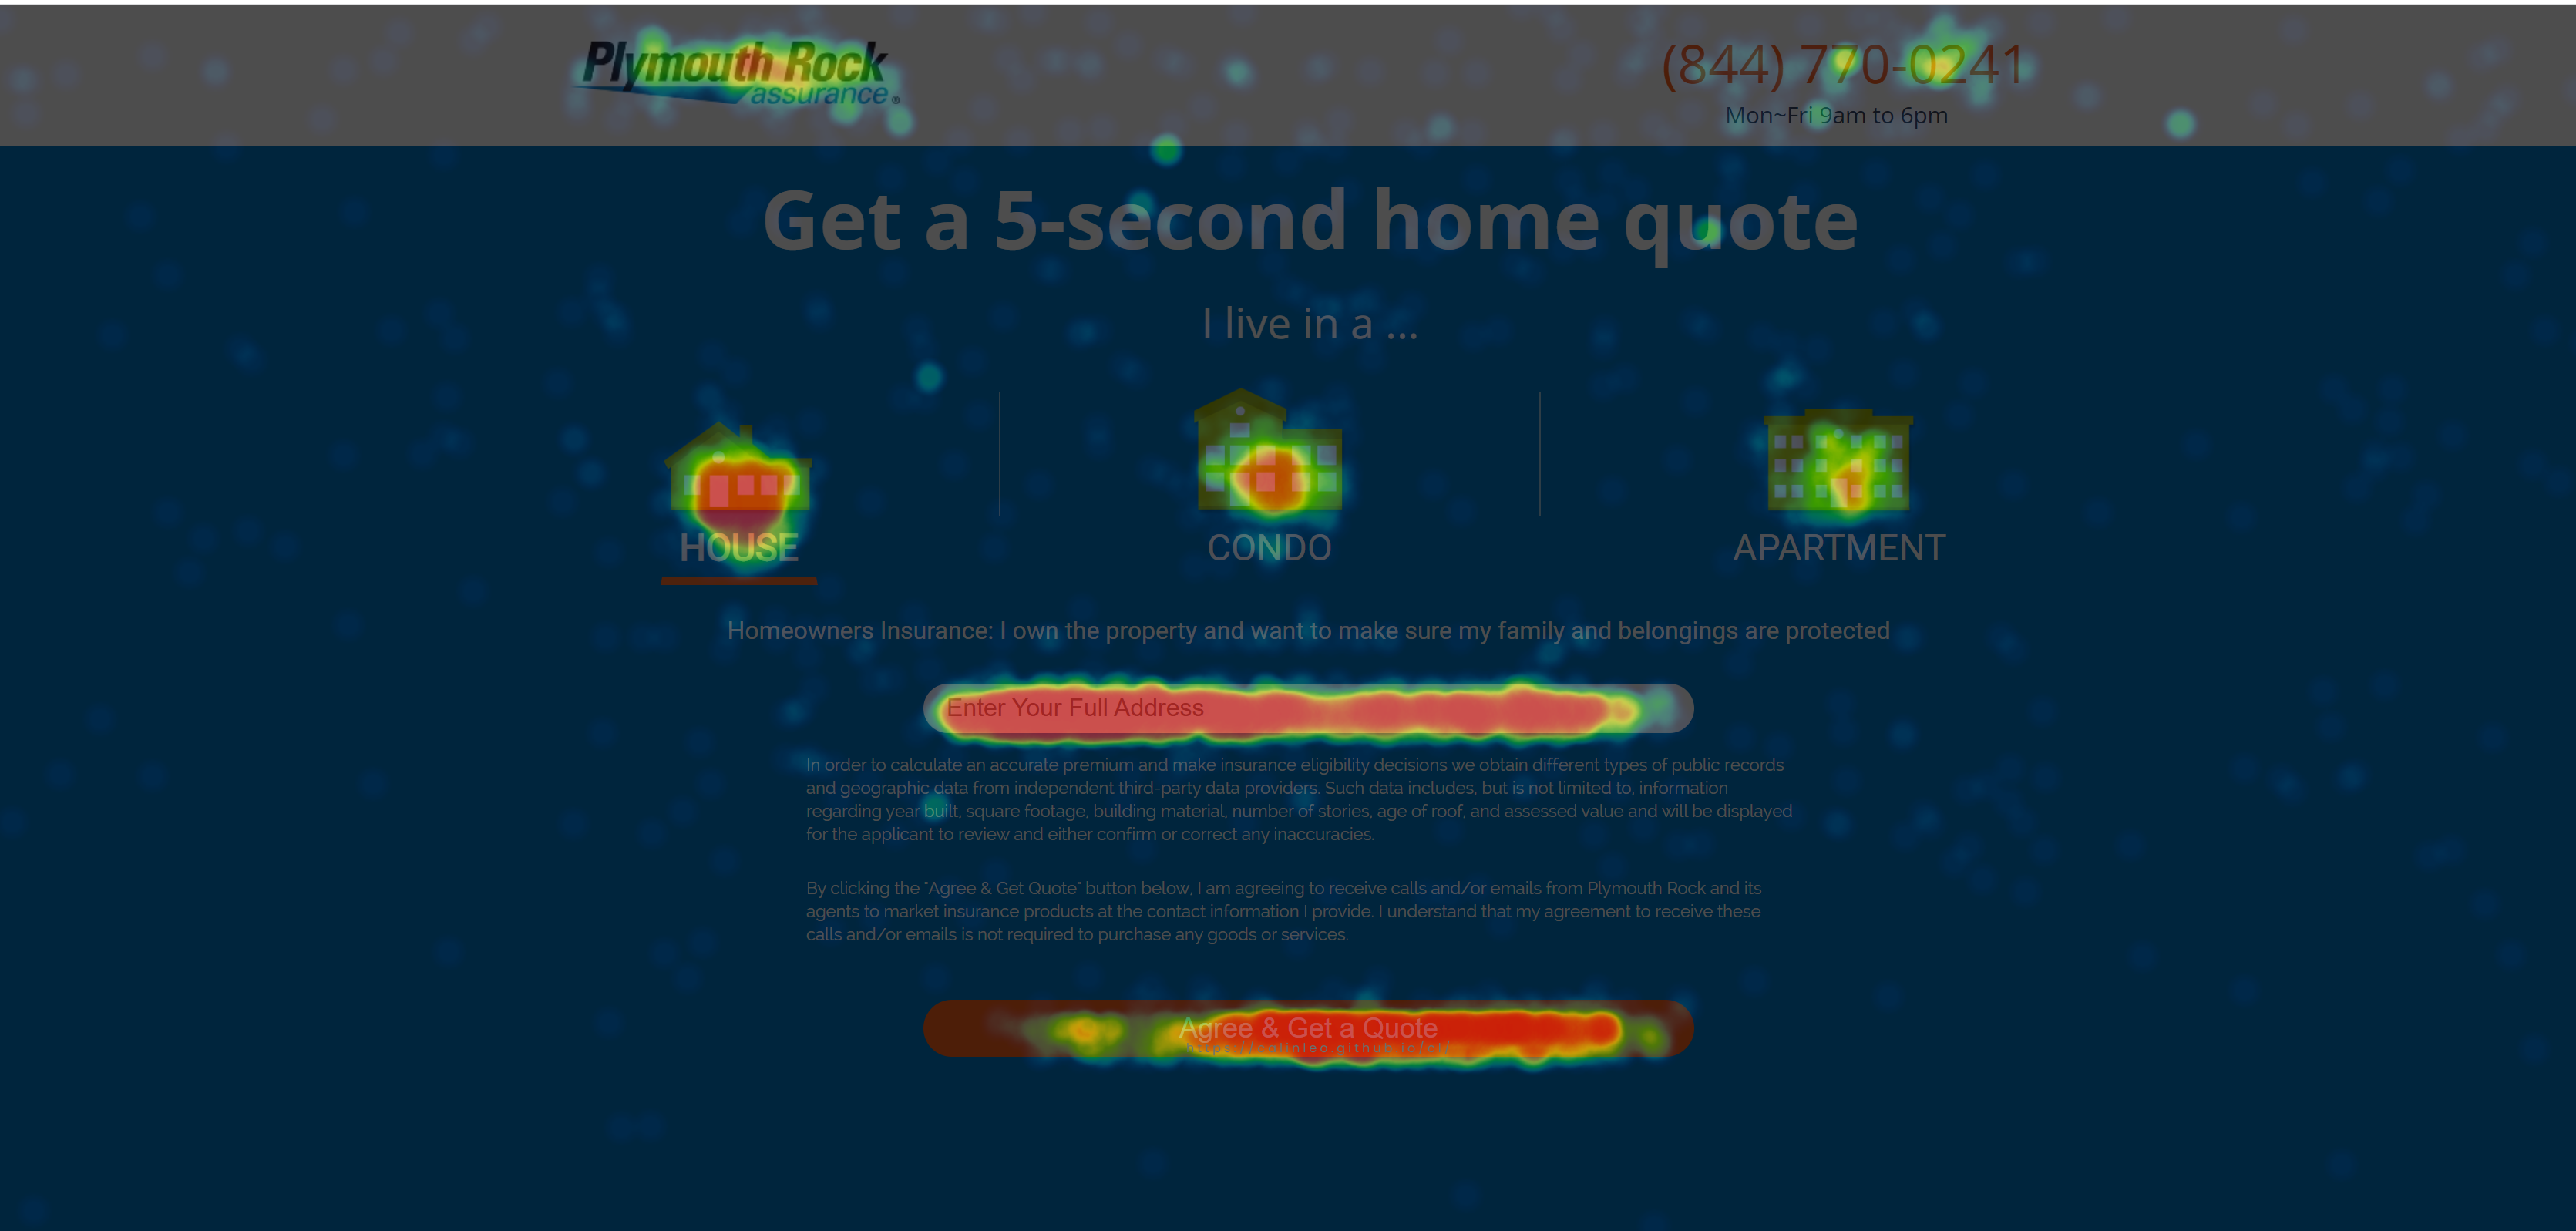 Plymouth Rock
assurance®
(844) 770-0241
Mon~Fri 9am to 6pm
Get a 5-second home quote
I live in a ...
HOUSE
CONDO
APARTMENT
Homeowners Insurance: I own the property and want to make sure my family and belongings are protected
Enter Your Full Address
In order to calculate an accurate premium and make insurance eligibility decisions we obtain different types of public records
and geographic data from independent third-party data providers. Such data includes, but is not limited to, information
regarding year built, square footage, building material, number of stories, age of roof, and assessed value and will be displayed
for the applicant to review and either confirm or correct any inaccuracies.
By clicking the "Agree & Get Quote" button below, I am agreeing to receive calls and/or emails from Plymouth Rock and its
agents to market insurance products at the contact information I provide. I understand that my agreement to receive these
calls and/or emails is not required to purchase any goods or services.
Agree & Get a Quote